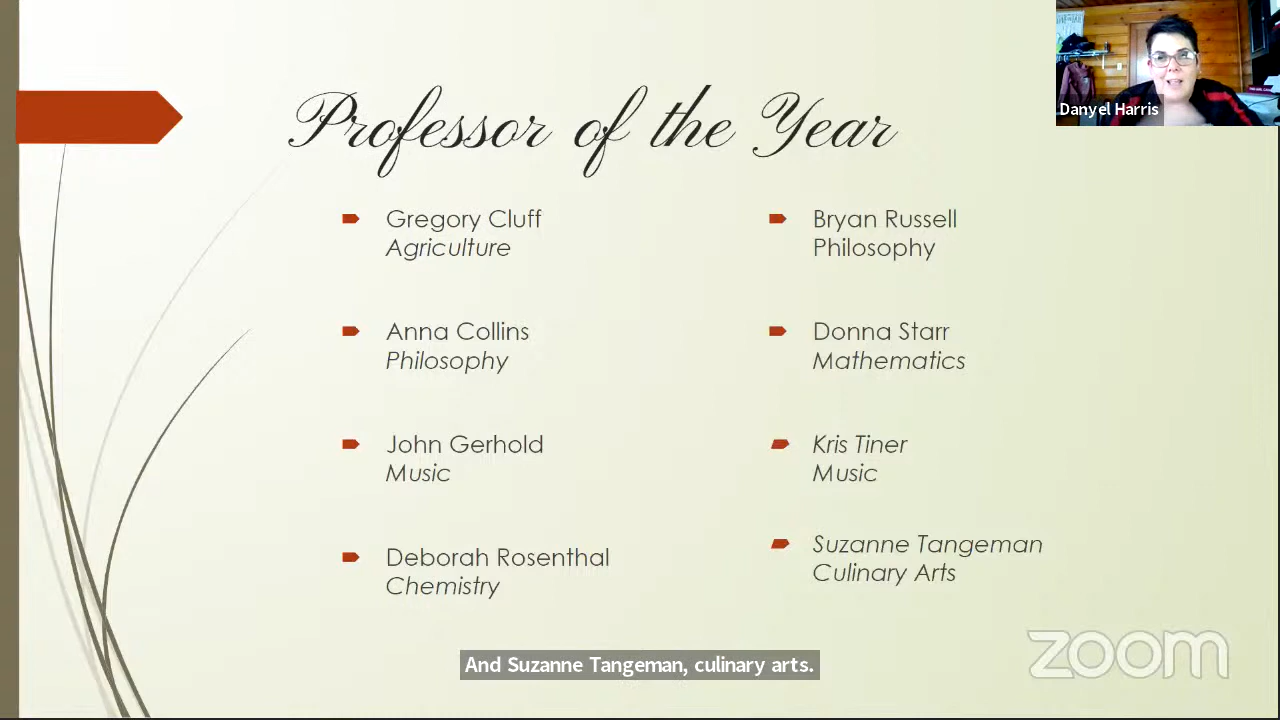 Professor of the Year
Danyel Harris
Gregory Cluff
Agriculture
Anna Collins
Philosophy
John Gerhold
Music
Deborah Rosenthal
Chemistry
Bryan Russell
Philosophy
Donna Starr
Mathematics
Kris Tiner
Music
Suzanne Tangeman
Culinary Arts
And Suzanne Tangeman, culinary arts.
zoom